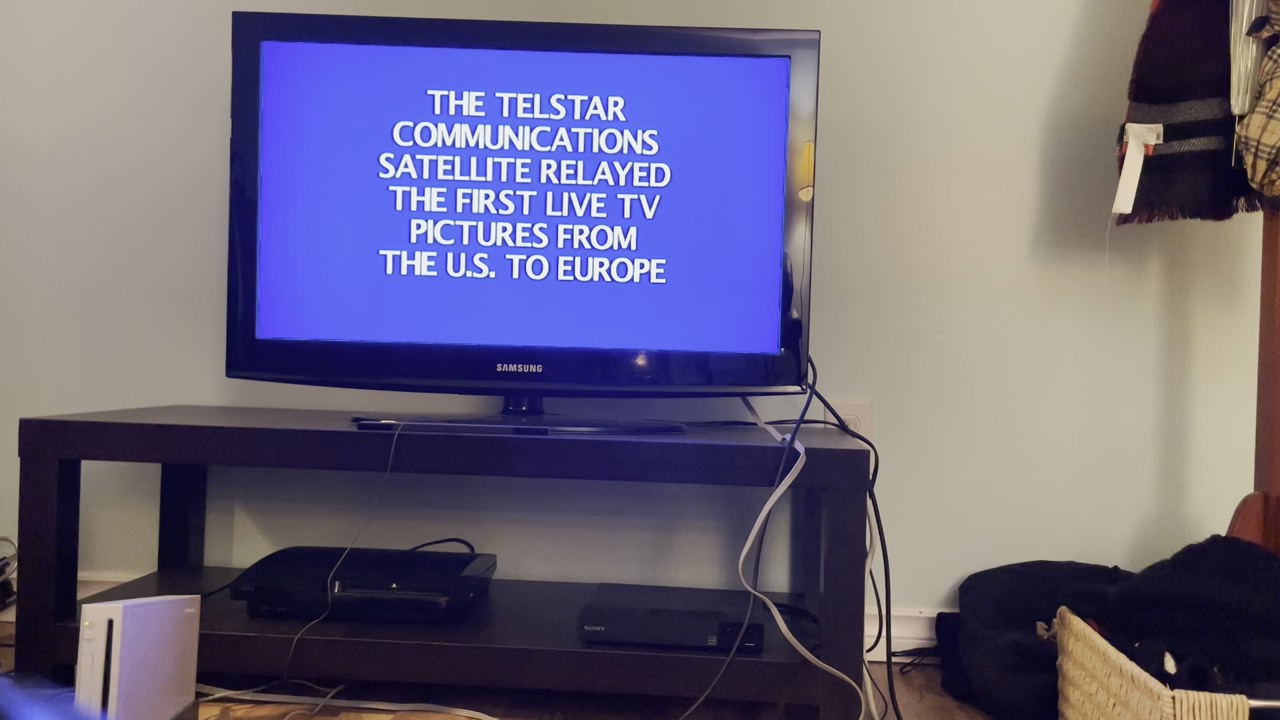 THE TELSTAR
COMMUNICATIONS
SATELLITE RELAYED
THE FIRST LIVE TV
PICTURES FROM
THE U.S. TO EUROPE
SAMSUNG
SONY